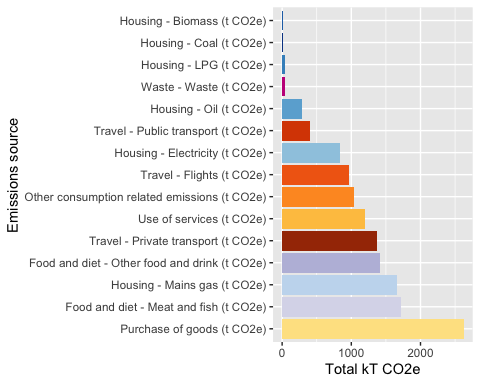 Housing - Biomass (t CO2e)
Housing - Coal (t CO2e)
Housing - LPG (t CO2e)
Waste - Waste (t CO2e)
Housing - Oil (t CO2e)
Travel - Public transport (t CO2e)
Housing - Electricity (t CO2e)
Travel - Flights (t CO2e)
Other consumption related emissions (t CO2e)
Use of services (t CO2e)
Travel - Private transport (t CO2e)
Food and diet - Other food and drink (t CO2e)
Housing - Mains gas (t CO2e)
Food and diet - Meat and fish (t CO2e)
Purchase of goods (t CO2e)
Emissions source
0 1000 2000
Total kT CO2e